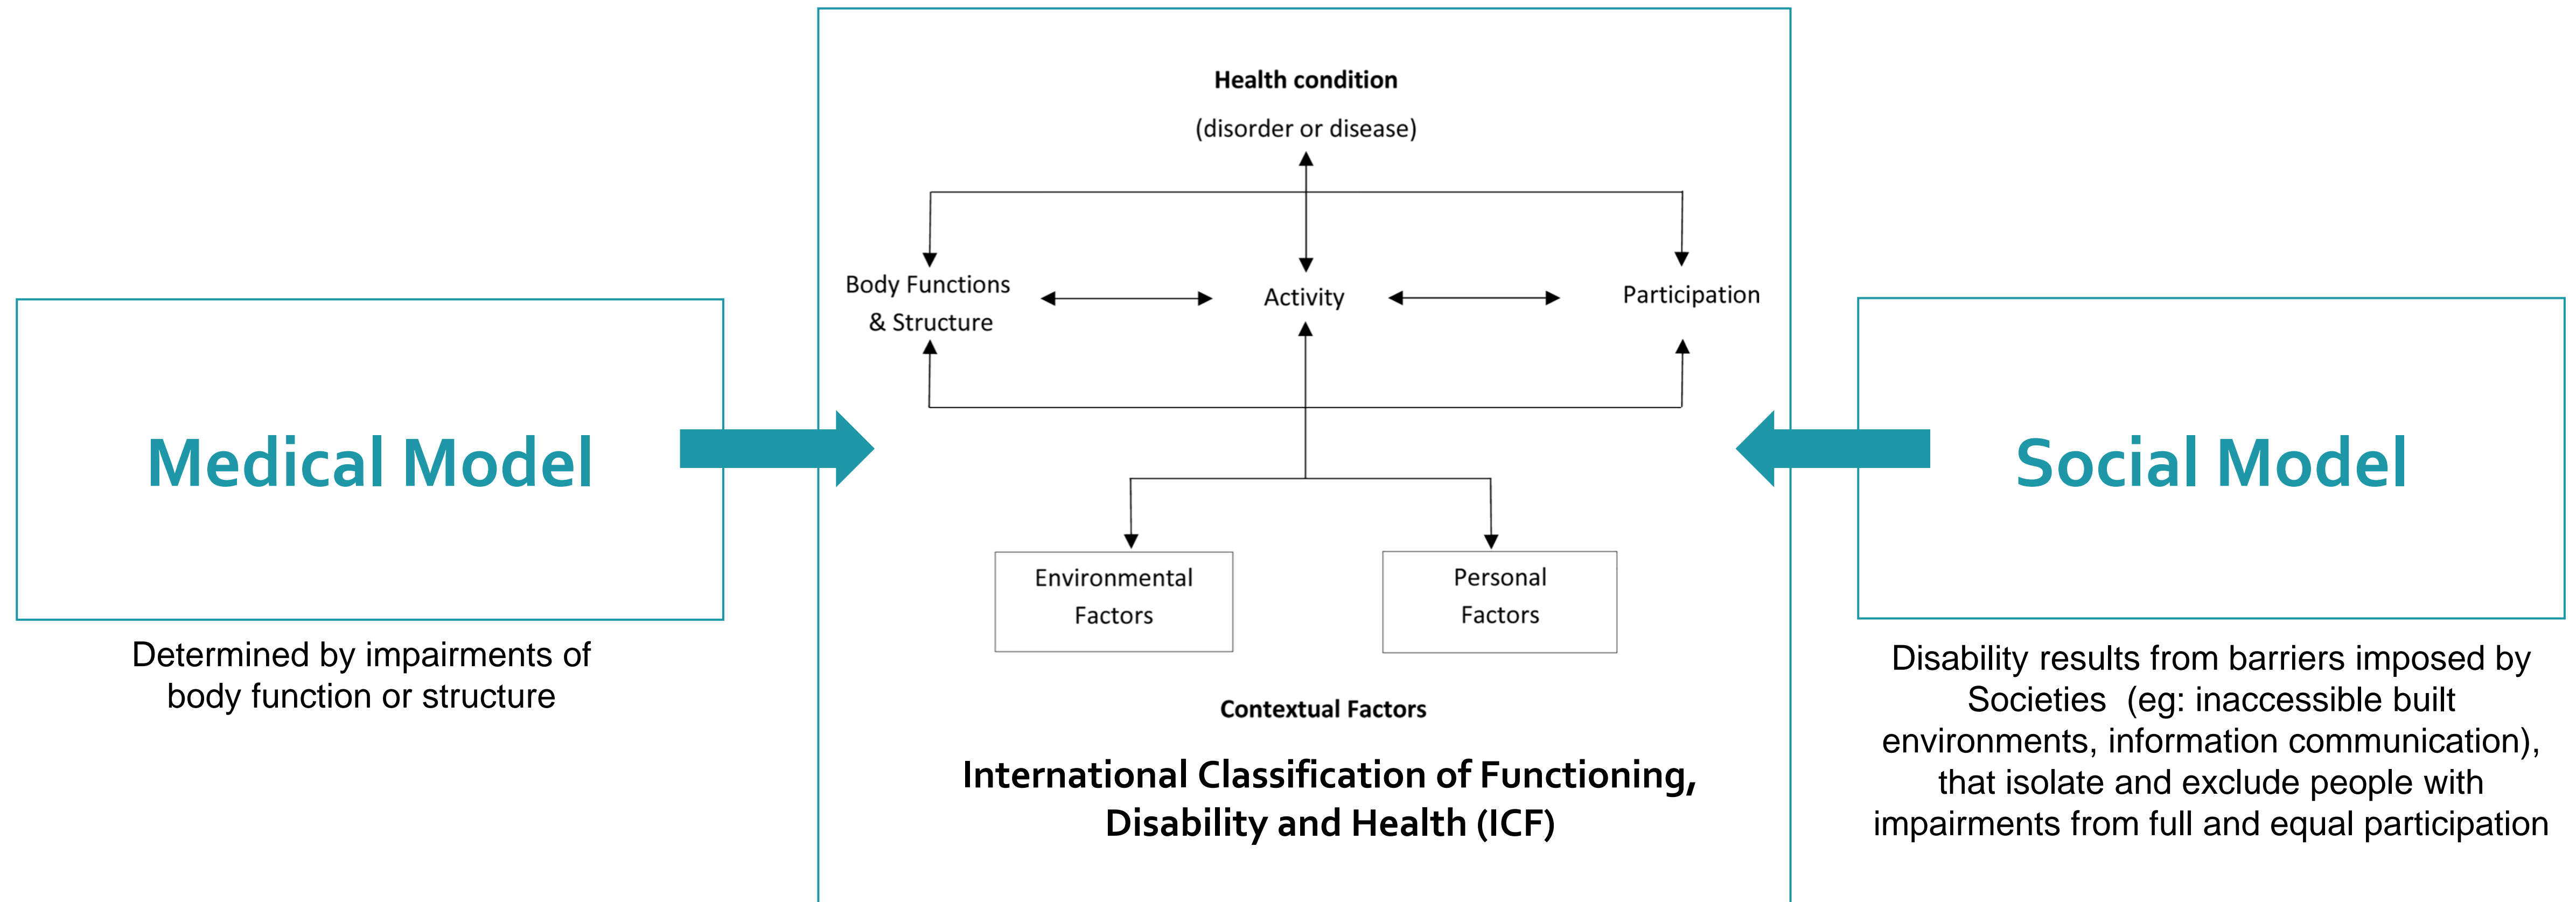 Medical Model
Determined by impairments of
body function or structure
Health condition
(disorder or disease)
Body Functions
& Structure
Activity
Participation
Environmental
Factors
Personal
Factors
Contextual Factors
International Classification of Functioning,
Disability and Health (ICF)
Social Model
Disability results from barriers imposed by
Societies  (eg: inaccessible built
environments, information communication),
that isolate and exclude people with
impairments from full and equal participation